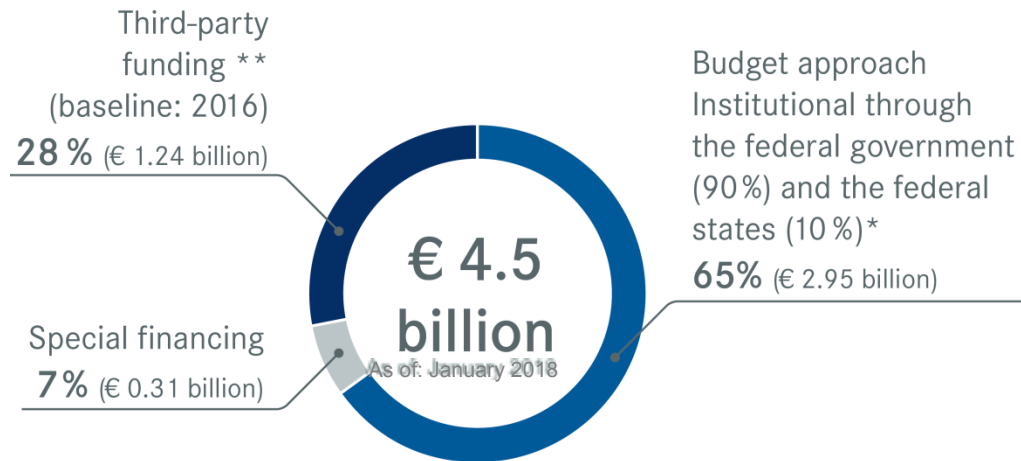 Third-party
funding **
(baseline: 2016)
28 % (€ 1.24 billion)
Special financing
7 % (€ 0.31 billion)
€ 4.5
billion
As of: January 2018
Budget approach
Institutional through
the federal government
(90 %) and the federal
states (10 %)*
65% (€ 2.95 billion)